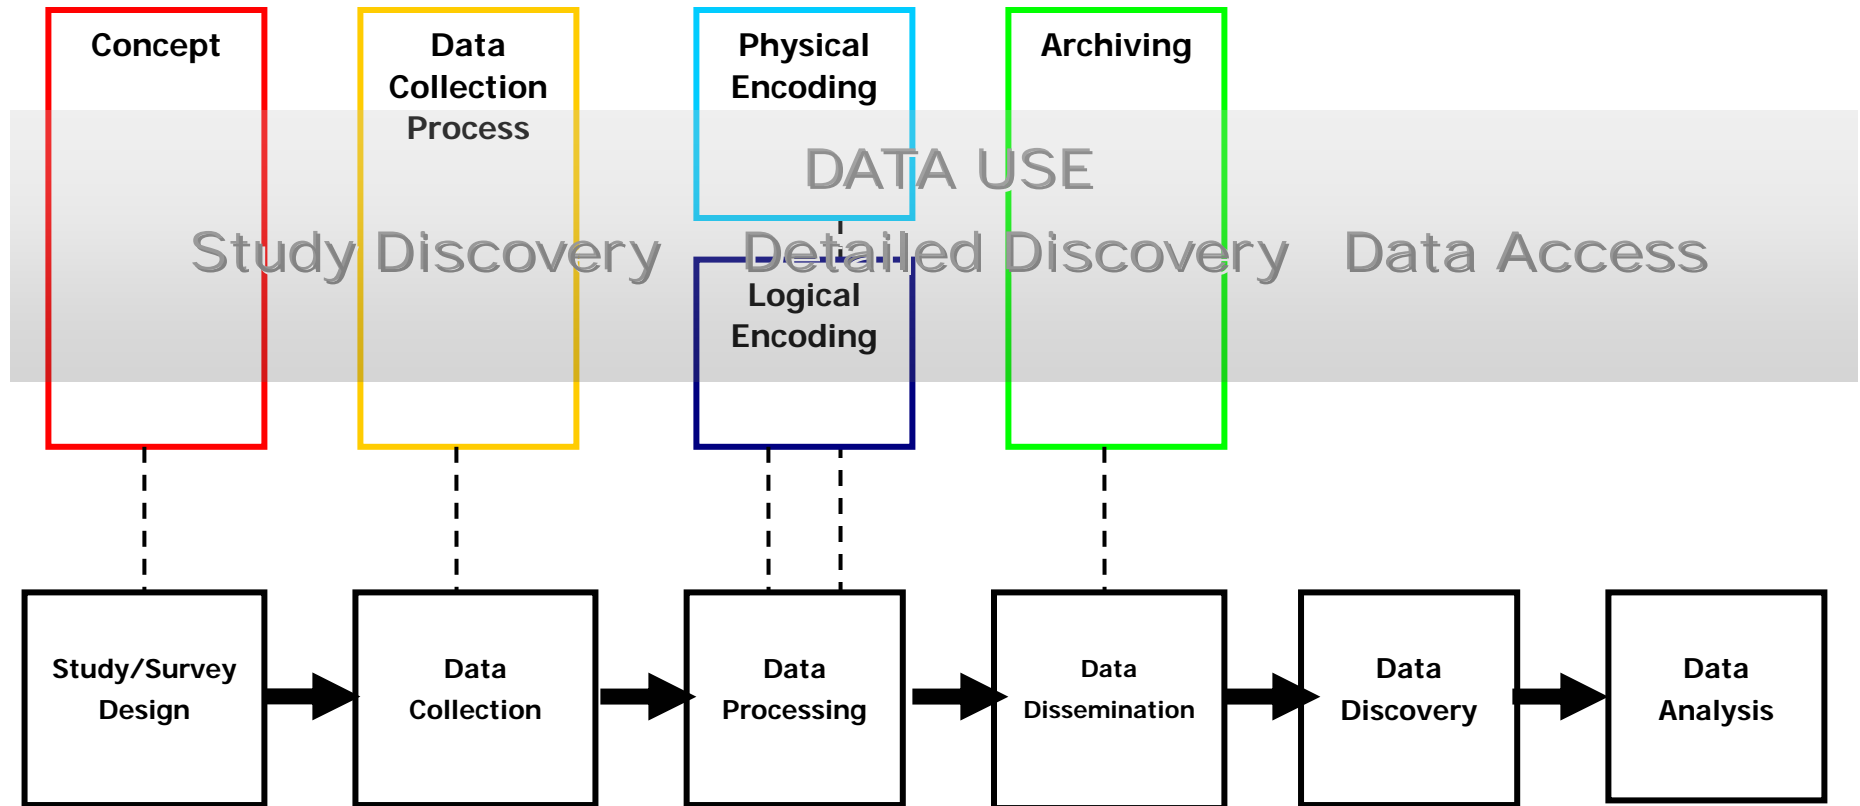 Concept
Data
Collection
Process
Physical
Encoding
Archiving
DATA USE
Study Discovery Detailed Discovery Data Access
Logical
Encoding
Study/Survey
Design
Data
Collection
Data
Processing
Data
Dissemination
Data
Discovery
Data
Analysis